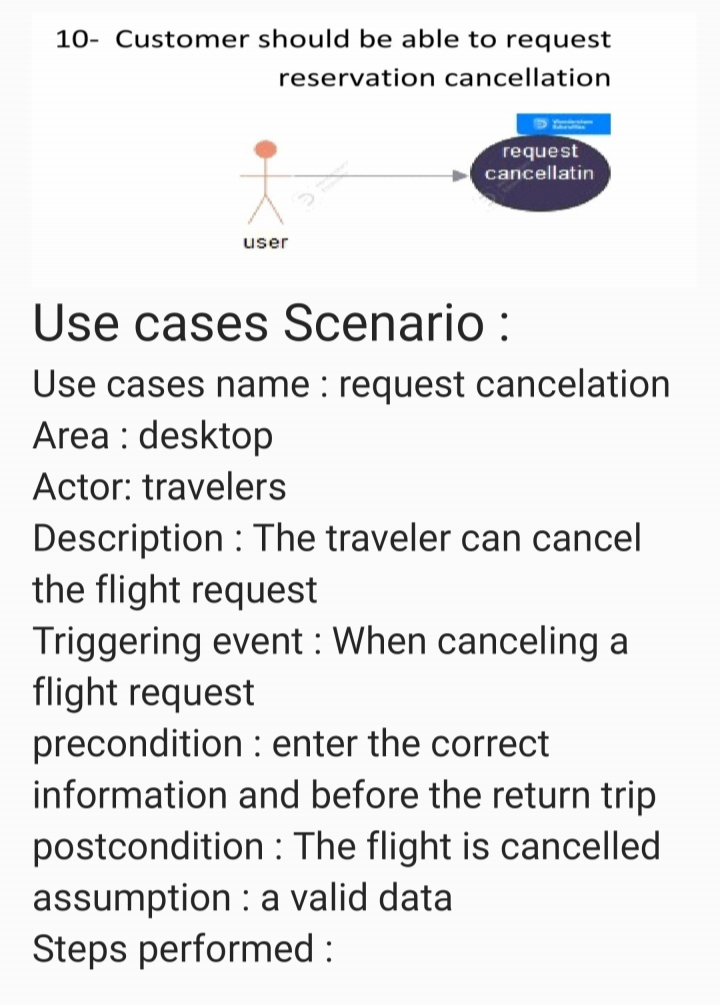 10- Customer should be able to request
reservation cancellation
request
cancellatin
user
Use cases Scenario :
Use cases name : request cancelation
Area : desktop
Actor: travelers
Description : The traveler can cancel
the flight request
Triggering event : When canceling a
flight request
precondition : enter the correct
information and before the return trip
postcondition : The flight is cancelled
assumption : a valid data
Steps performed :